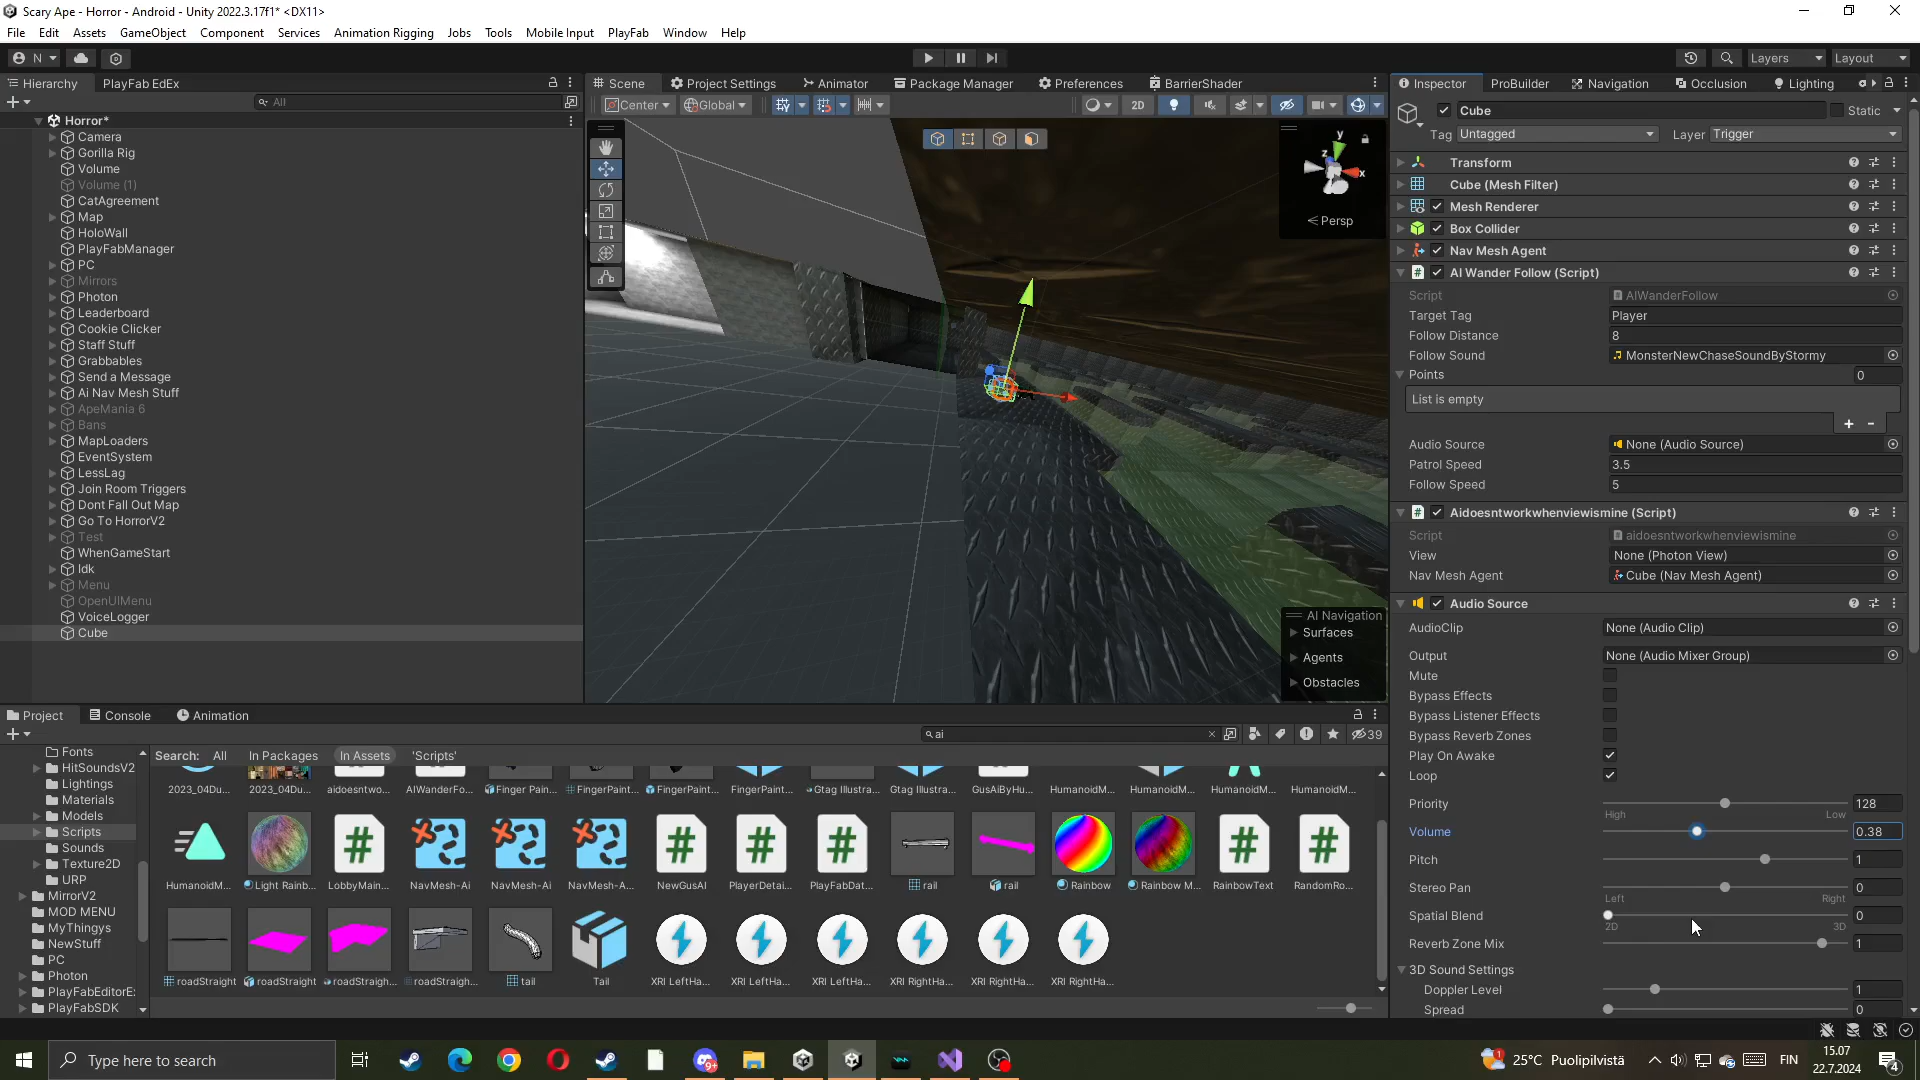 Scary Ape - Horror - Android - Unity 2022.3.17f1* <DX11>
File Edit Assets GameObject Component Services Animation Rigging Jobs Tools Mobile Input PlayFab Window Help
N Layers Layout
Hierarchy PlayFab EdEx
All
Horror*
Camera
Gorilla Rig
Volume
Volume (1)
CatAgreement
Map
HoloWall
PlayFabManager
PC
Mirrors
Photon
Leaderboard
Cookie Clicker
Staff Stuff
Grabbables
Send a Message
Ai Nav Mesh Stuff
ApeMania 6
Bans
MapLoaders
EventSystem
LessLag
Join Room Triggers
Dont Fall Out Map
Go To HorrorV2
Test
WhenGameStart
Idk
Menu
OpenUIMenu
VoiceLogger
Cube
Scene Project Settings Animator Package Manager Preferences BarrierShader
Center Global 2D
y
z
x
Persp
AI Navigation
Surfaces
Agents
Obstacles
Inspector ProBuilder Navigation Occlusion Lighting
Cube Static
Tag Untagged Layer Trigger
Transform
Cube (Mesh Filter)
Mesh Renderer
Box Collider
Nav Mesh Agent
AI Wander Follow (Script)
Script AIWanderFollow
Target Tag Player
Follow Distance 8
Follow Sound MonsterNewChaseSoundByStormy
Points 0
List is empty
+ -
Audio Source None (Audio Source)
Patrol Speed 3.5
Follow Speed 5
Aidoesntworkwhenviewismine (Script)
Script aidoesntworkwhenviewismine
View None (Photon View)
Nav Mesh Agent Cube (Nav Mesh Agent)
Audio Source
AudioClip None (Audio Clip)
Output None (Audio Mixer Group)
Mute
Bypass Effects
Bypass Listener Effects
Bypass Reverb Zones
Play On Awake
Loop
Priority 128
High Low
Volume 0.38
Pitch 1
Stereo Pan 0
Left Right
Spatial Blend 0
2D 3D
Reverb Zone Mix 1
3D Sound Settings
Doppler Level 1
Spread 0
Project Console Animation
ai 39
Fonts
HitSoundsV2
Lightings
Materials
Models
Scripts
Sounds
Texture2D
URP
MirrorV2
MOD MENU
MyThingys
NewStuff
PC
Photon
PlayFabEditorE
PlayFabSDK
Search: All In Packages In Assets 'Scripts'
2023_04Du... 2023_04Du... aidoesntwo... AIWanderFo... Finger Pain... FingerPaint... FingerPaint... FingerPaint... Gtag Illustra... Gtag Illustra... GusAiByHu... HumanoidM... HumanoidM... HumanoidM... HumanoidM...
HumanoidM... Light Rainb... LobbyMain... NavMesh-Ai NavMesh-Ai NavMesh-A... NewGusAI PlayerDetai... PlayFabDat... rail rail Rainbow Rainbow M... RainbowText RandomRo...
roadStraight roadStraight roadStraigh... roadStraigh... tail Tail XRI LeftHa... XRI LeftHa... XRI LeftHa... XRI RightHa... XRI RightHa... XRI RightHa...
Type here to search
9+
25°C Puolipilvistä
FIN
15.07
22.7.2024
4